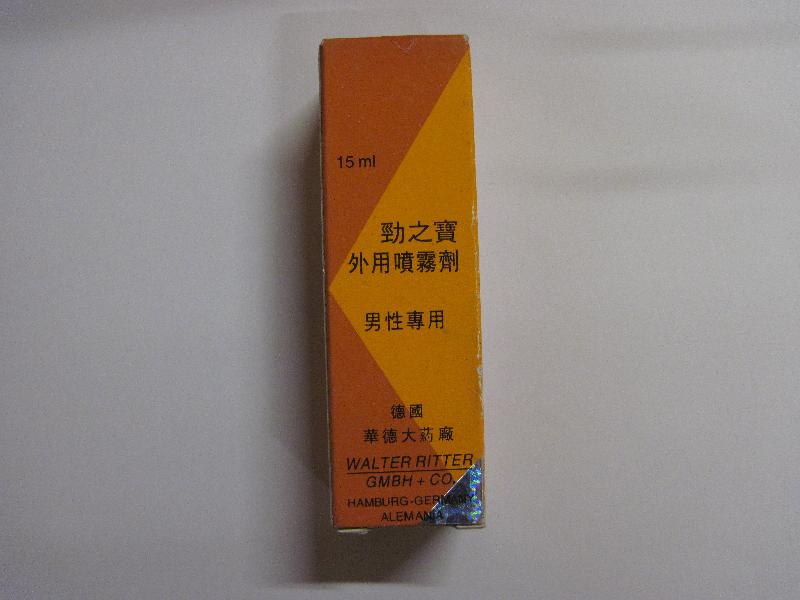 15 ml
勁之寶
外用噴霧劑
男性專用
德國
華德大葯廠
WALTER RITTER
GMBH + CO.
HAMBURG-GERMANY
ALEMANIA